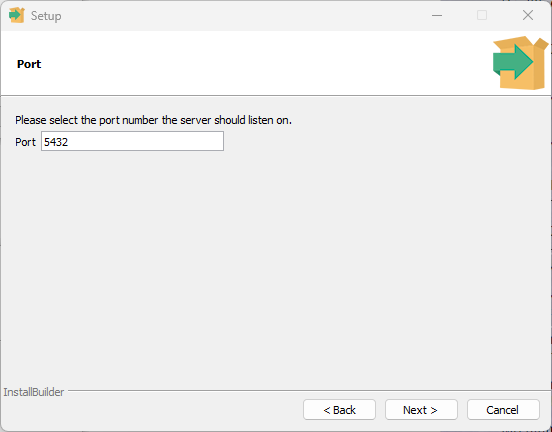 Setup
Port
Please select the port number the server should listen on.
Port 5432
InstallBuilder
< Back Next > Cancel